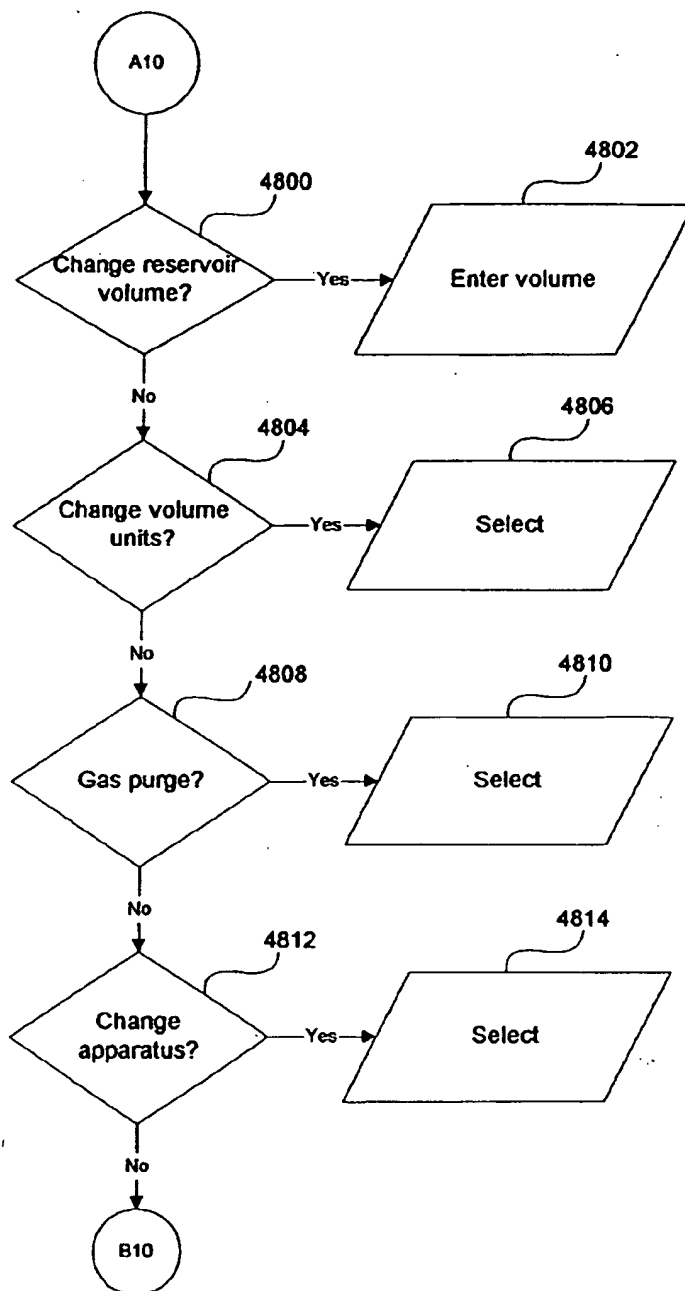 A10
4800
4802
Change reservoir
volume?
Yes
Enter volume
No
4804
4806
Change volume
units?
Yes
Select
No
4808
4810
Gas purge?
Yes
Select
No
4812
4814
Change
apparatus?
Yes
Select
No
B10